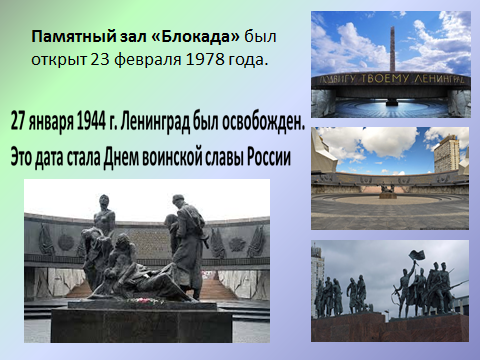 Памятный зал «Блокада» был
открыт 23 февраля 1978 года.
ПОДВИГУ ТВОЕМУ ЛЕНИНГРАД
27 января 1944 г. Ленинград был освобожден.
Это дата стала Днем воинской славы России